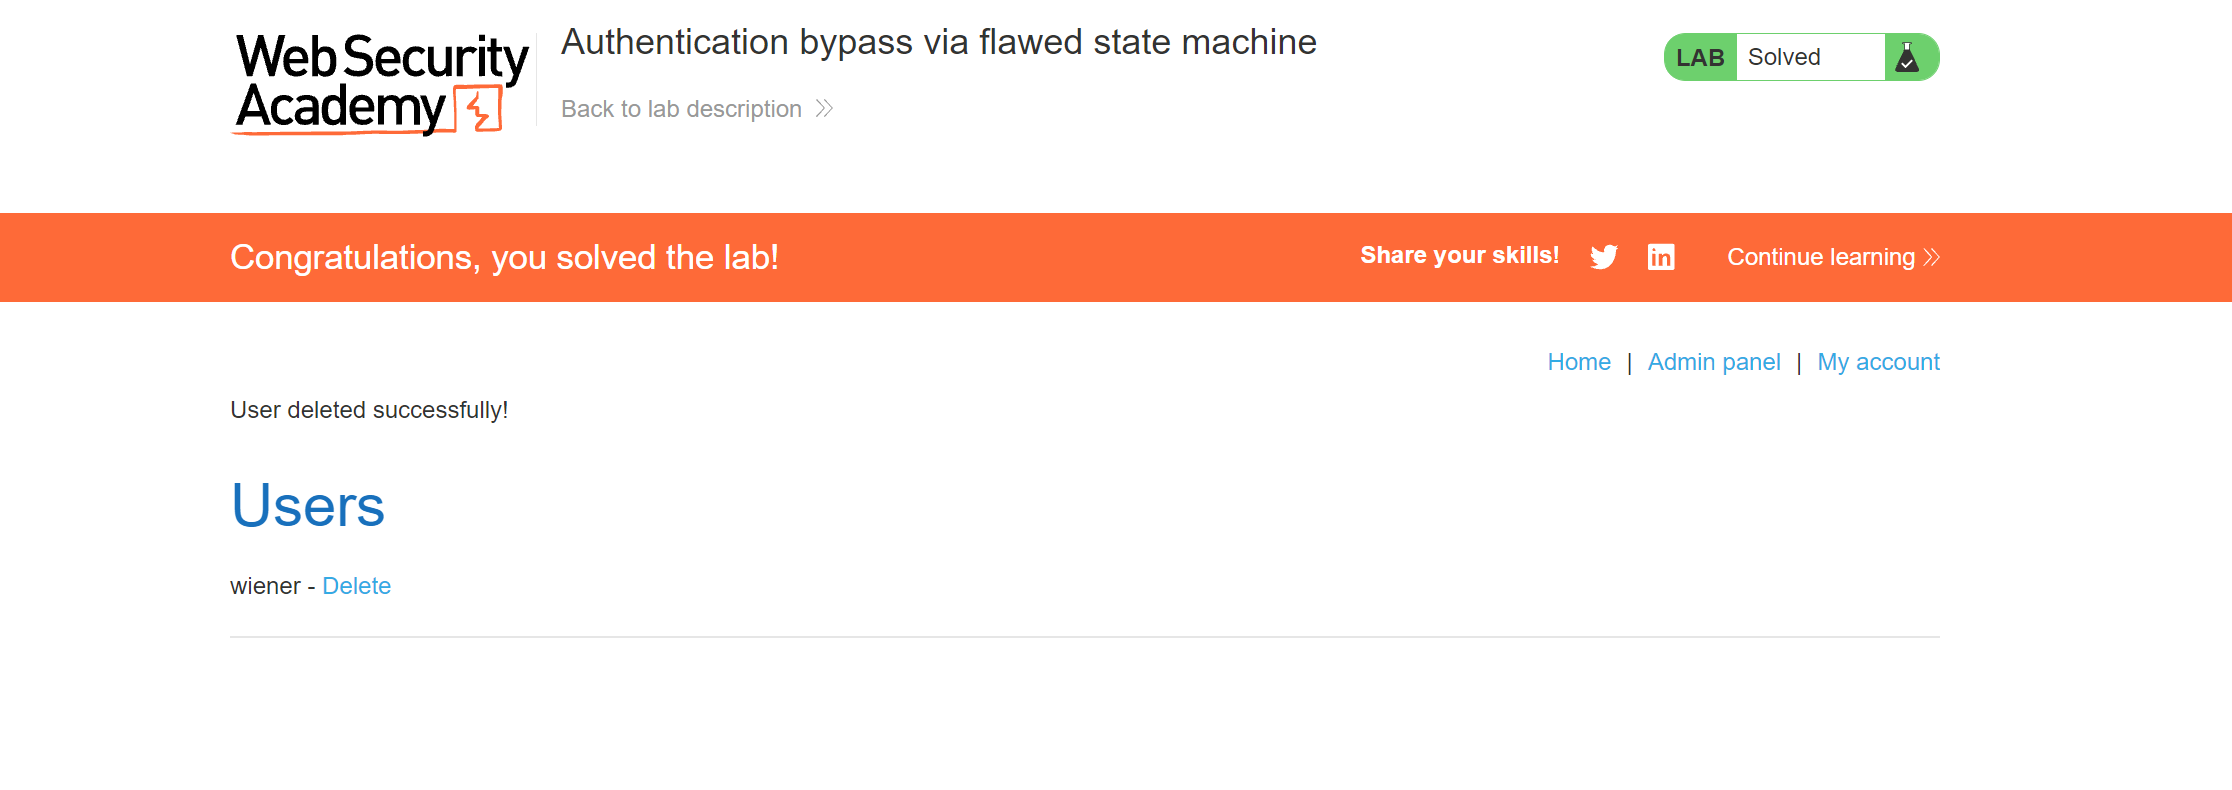 Web Security
Academy
Authentication bypass via flawed state machine
Back to lab description
LAB Solved
Congratulations, you solved the lab!
Share your skills!
Continue learning
Home | Admin panel | My account
User deleted successfully!
Users
wiener - Delete